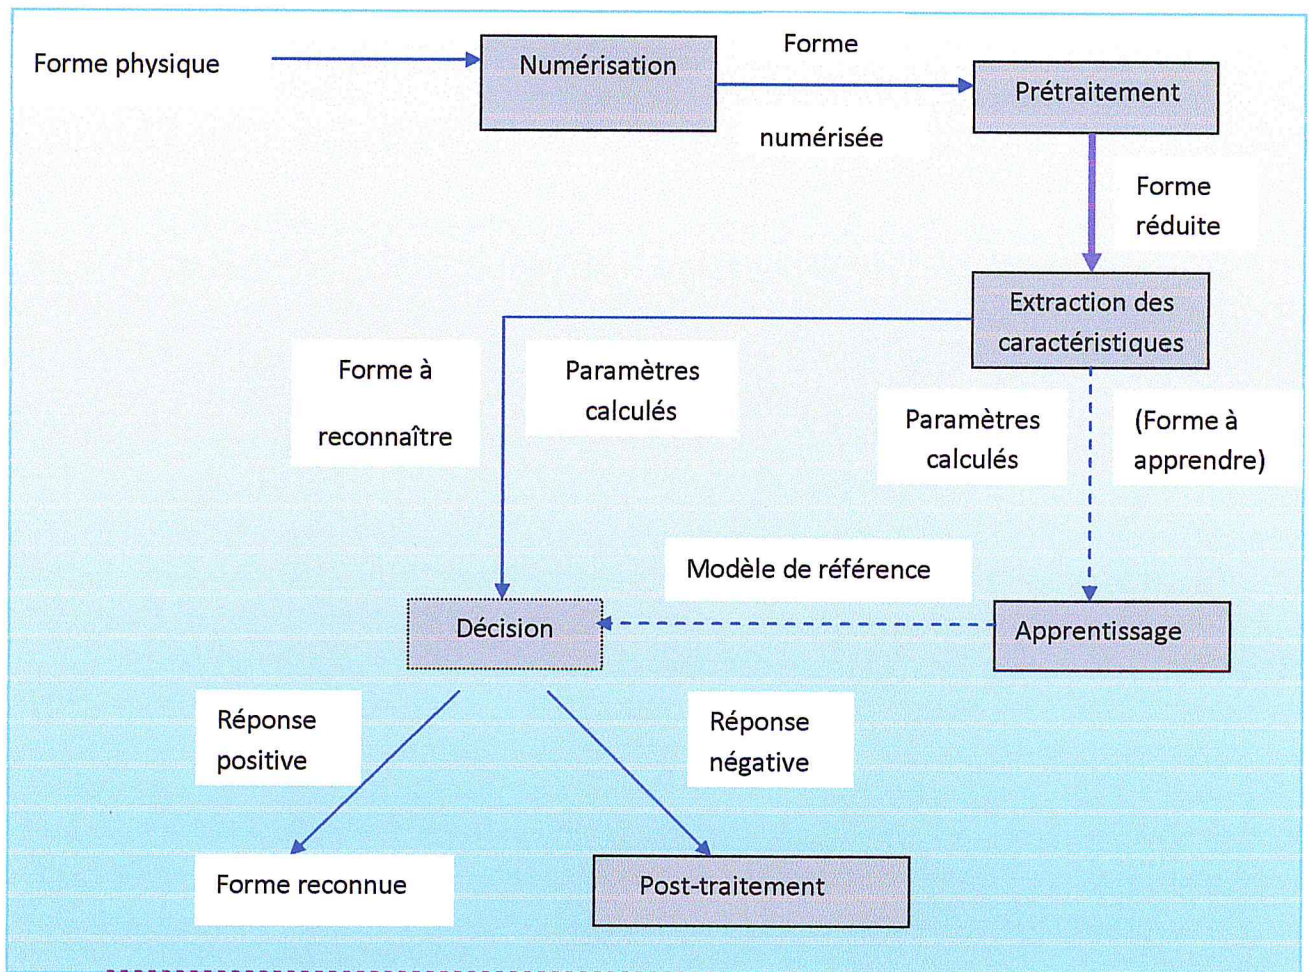 Forme physique
Numérisation
Forme
numérisée
Prétraitement
Forme
réduite
Extraction des
caractéristiques
Forme à
reconnaître
Paramètres
calculés
Paramètres
calculés
(Forme à
apprendre)
Modèle de référence
Décision
Apprentissage
Réponse
positive
Réponse
négative
Forme reconnue
Post-traitement